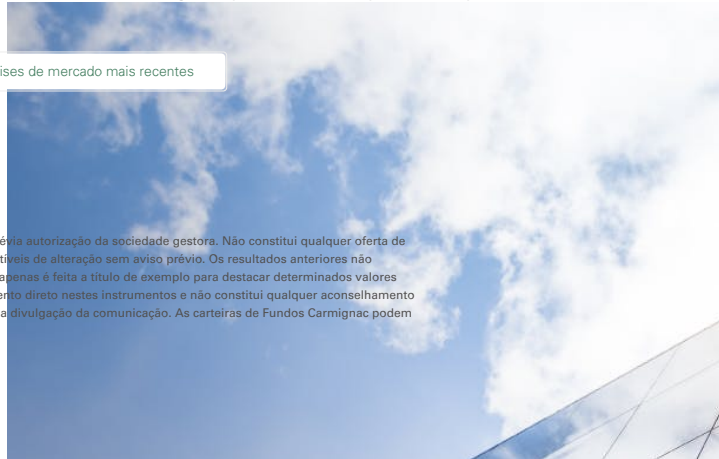 ises de mercado mais recentes
évia autorização da sociedade gestora. Não constitui qualquer oferta de
tíveis de alteração sem aviso prévio. Os resultados anteriores não
apenas é feita a título de exemplo para destacar determinados valores
ento direto nestes instrumentos e não constitui qualquer aconselhamento
a divulgação da comunicação. As carteiras de Fundos Carmignac podem